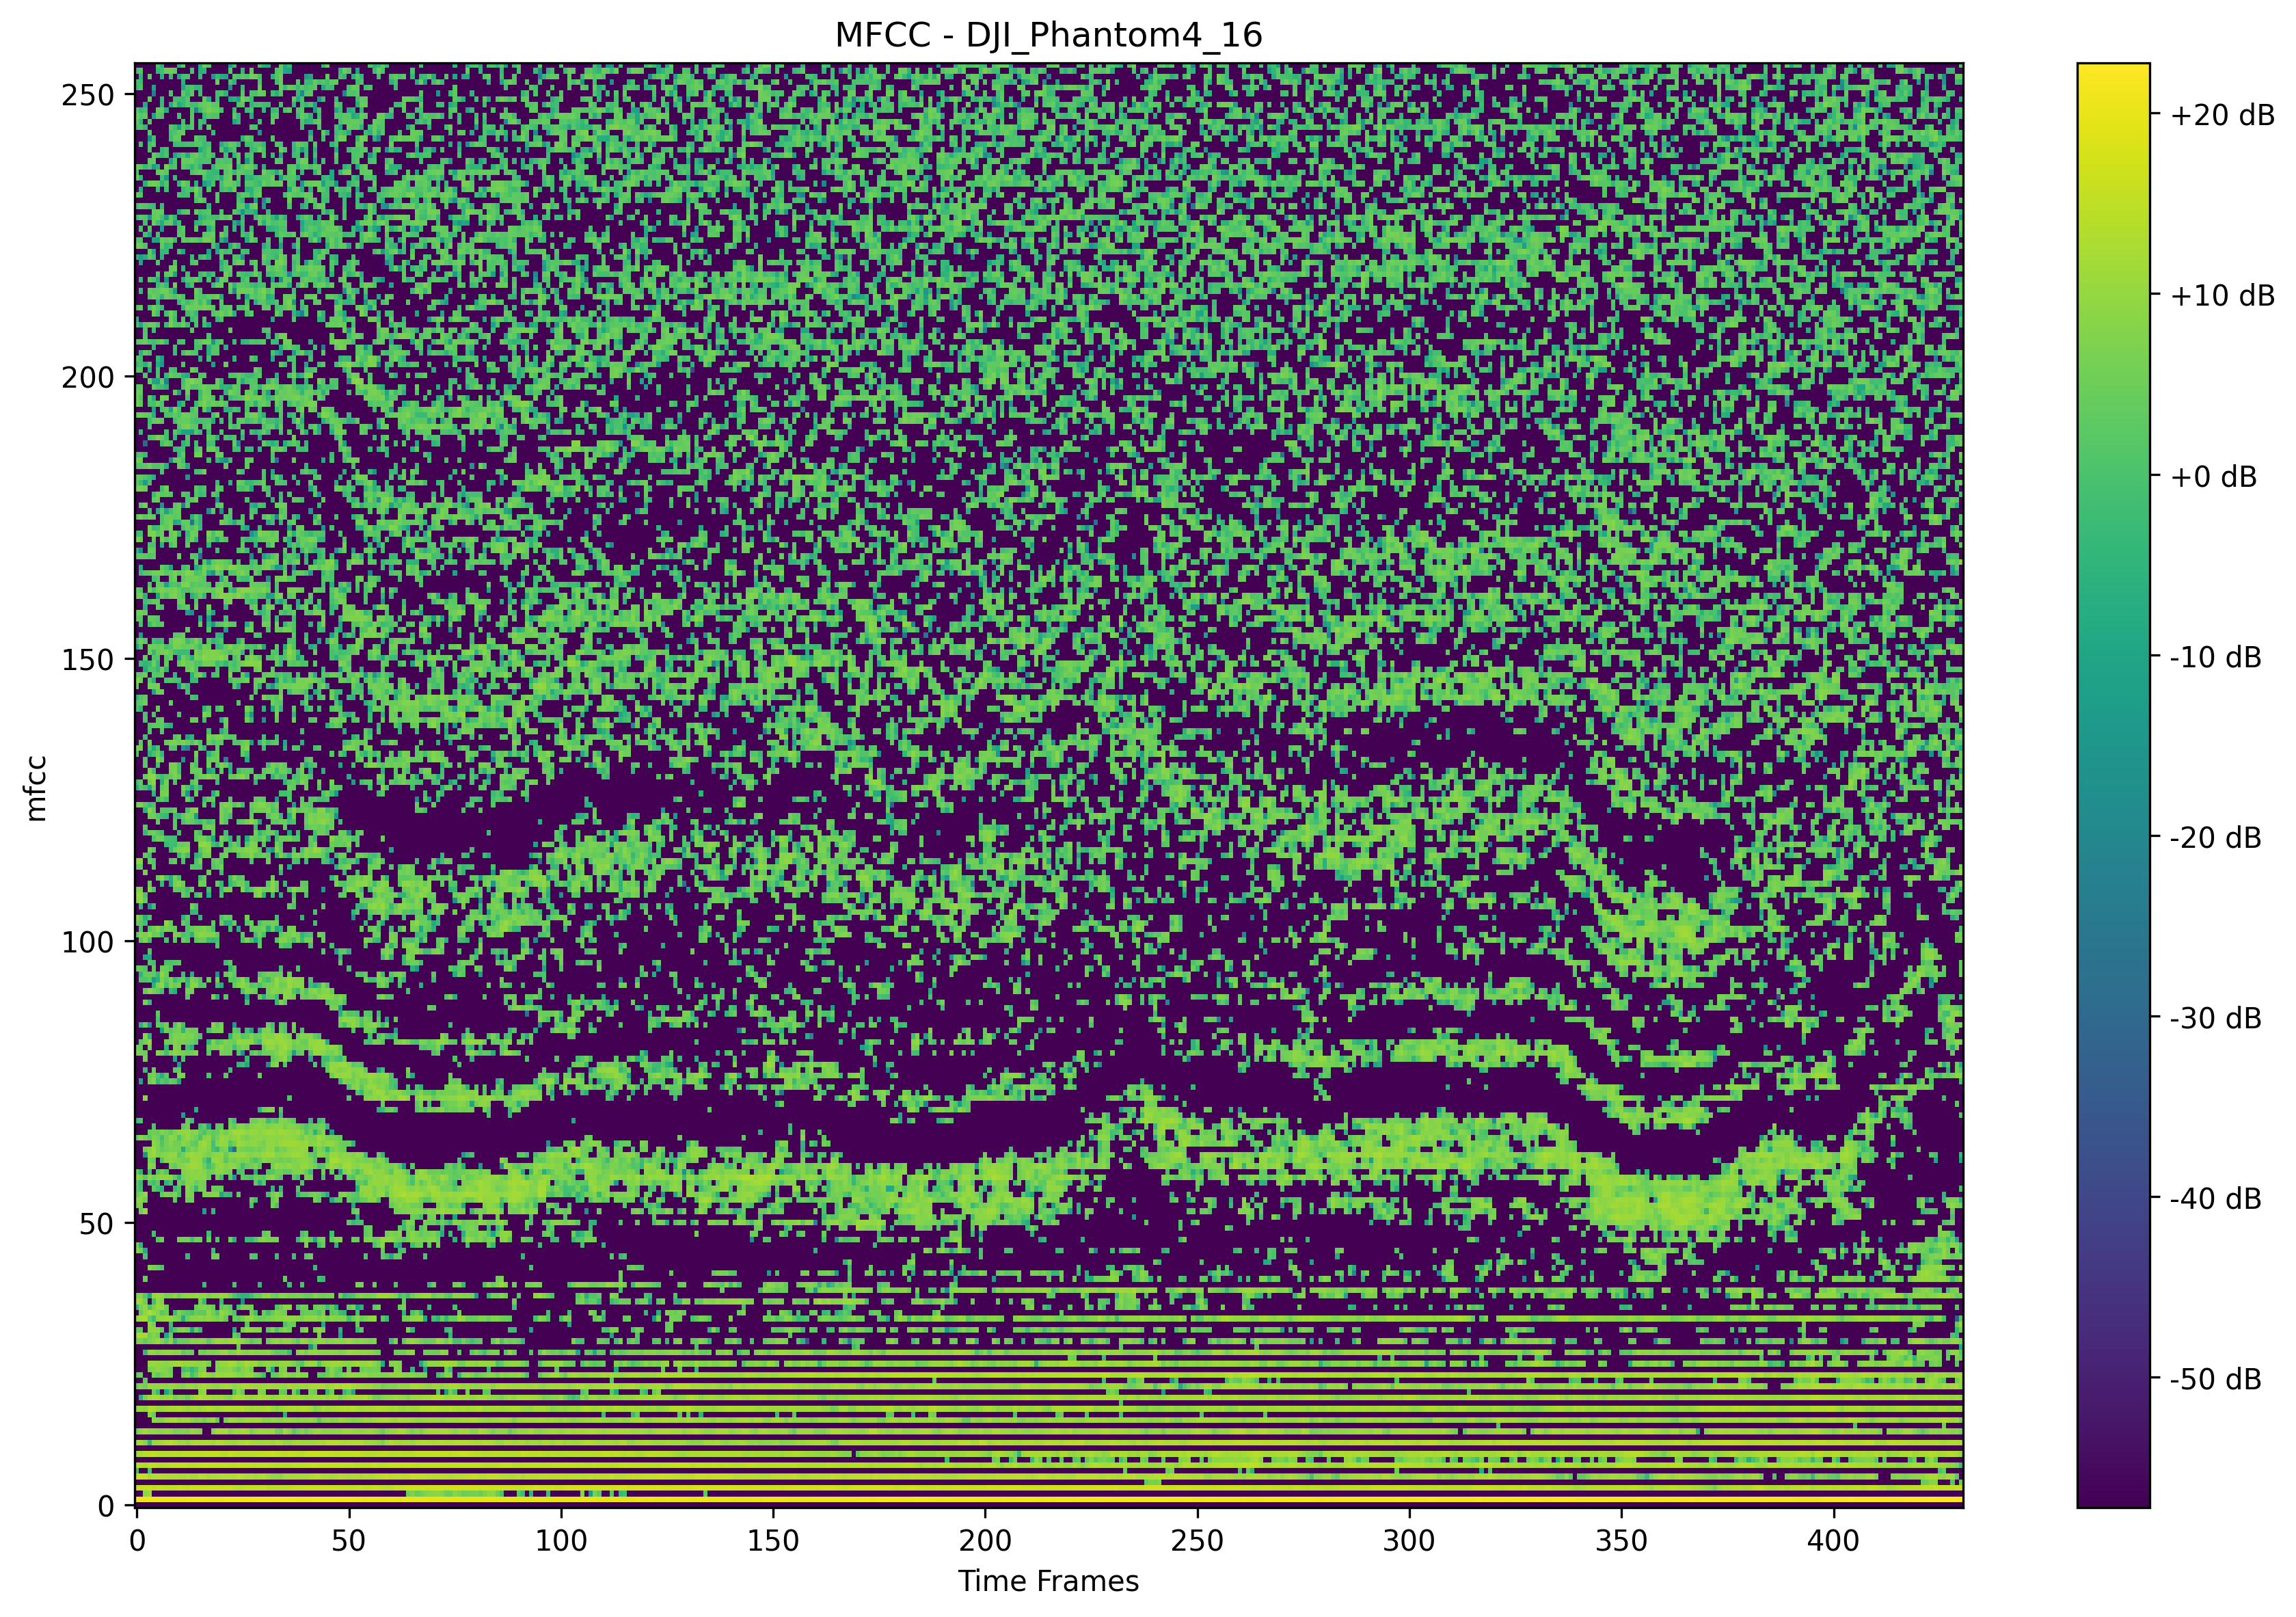 MFCC - DJI_Phantom4_16
mfcc
250
200
150
100
50
0
0 50 100 150 200 250 300 350 400
Time Frames
+20 dB
+10 dB
+0 dB
-10 dB
-20 dB
-30 dB
-40 dB
-50 dB